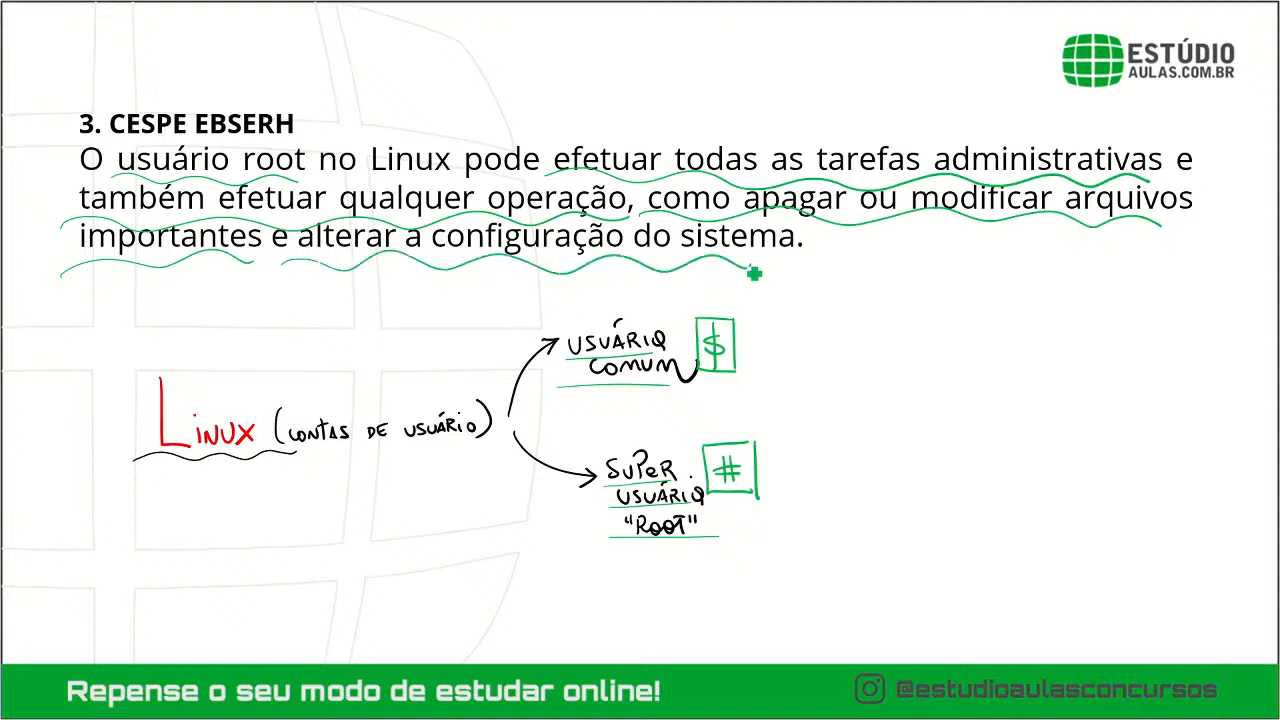 ESTÚDIO
AULAS.COM.BR
3. CESPE EBSERH
O usuário root no Linux pode efetuar todas as tarefas administrativas e
também efetuar qualquer operação, como apagar ou modificar arquivos
importantes e alterar a configuração do sistema.
USUÁRIO $
COMUM
LINUX (CONTAS DE USUÁRIO)
SUPER #
USUÁRIO
"ROOT"
Repense o seu modo de estudar online!
@estudioaulasconcursos